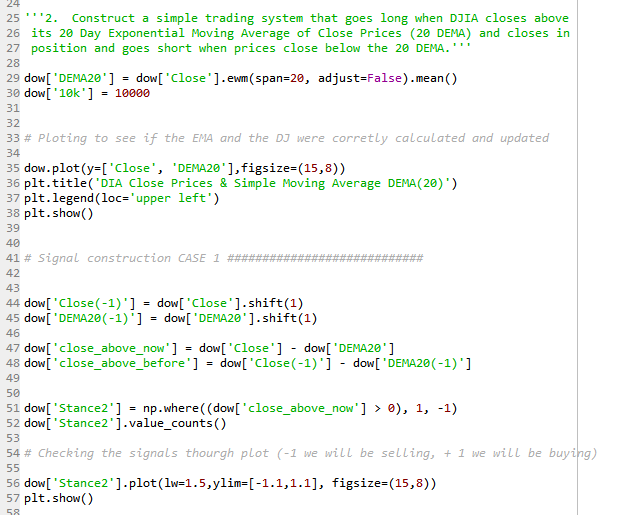 24
25 '''2.  Construct a simple trading system that goes long when DJIA closes above
26 its 20 Day Exponential Moving Average of Close Prices (20 DEMA) and closes in
27 position and goes short when prices close below the 20 DEMA.'''
28
29 dow['DEMA20'] = dow['Close'].ewm(span=20, adjust=False).mean()
30 dow['10k'] = 10000
31
32
33 # Ploting to see if the EMA and the DJ were corretly calculated and updated
34
35 dow.plot(y=['Close', 'DEMA20'],figsize=(15,8))
36 plt.title('DIA Close Prices & Simple Moving Average DEMA(20)')
37 plt.legend(loc='upper left')
38 plt.show()
39
40
41 # Signal construction CASE 1 ############################
42
43
44 dow['Close(-1)'] = dow['Close'].shift(1)
45 dow['DEMA20(-1)'] = dow['DEMA20'].shift(1)
46
47 dow['close_above_now'] = dow['Close'] - dow['DEMA20']
48 dow['close_above_before'] = dow['Close(-1)'] - dow['DEMA20(-1)']
49
50
51 dow['Stance2'] = np.where((dow['close_above_now'] > 0), 1, -1)
52 dow['Stance2'].value_counts()
53
54 # Checking the signals thourgh plot (-1 we will be selling, + 1 we will be buying)
55
56 dow['Stance2'].plot(lw=1.5,ylim=[-1.1,1.1], figsize=(15,8))
57 plt.show()
58